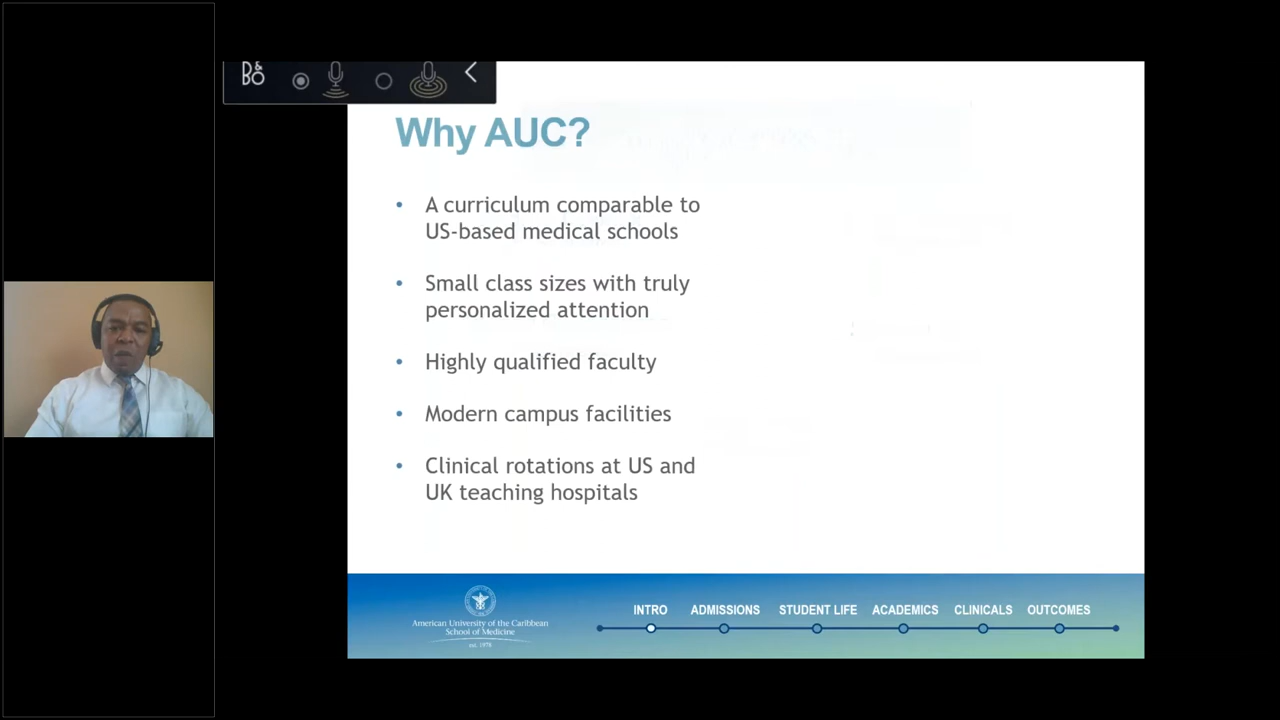 B&
BO
Why AUC?
• A curriculum comparable to
US-based medical schools
• Small class sizes with truly
personalized attention
• Highly qualified faculty
• Modern campus facilities
• Clinical rotations at US and
UK teaching hospitals
American University of the Caribbean
School of Medicine
est. 1978
INTRO ADMISSIONS STUDENT LIFE ACADEMICS CLINICALS OUTCOMES